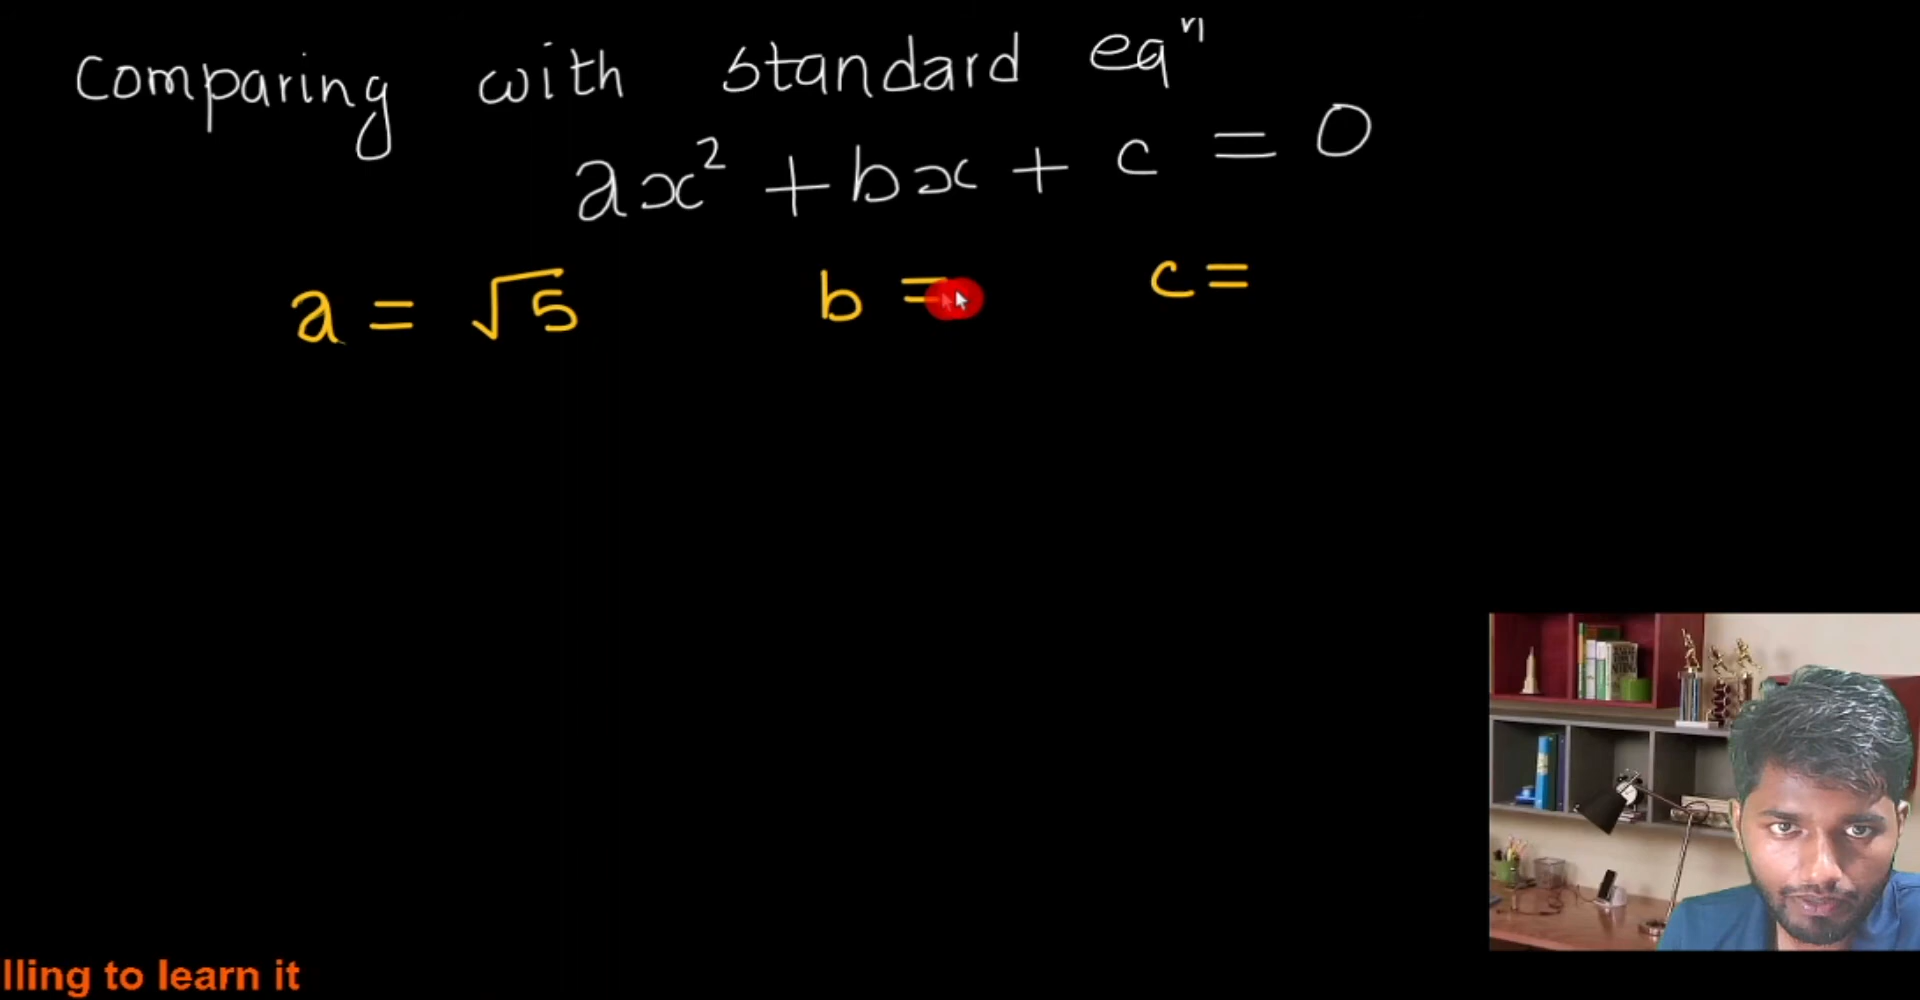 comparing with standard eqⁿ
ax² + bx + c = 0
a = √5 b = c =
lling to learn it